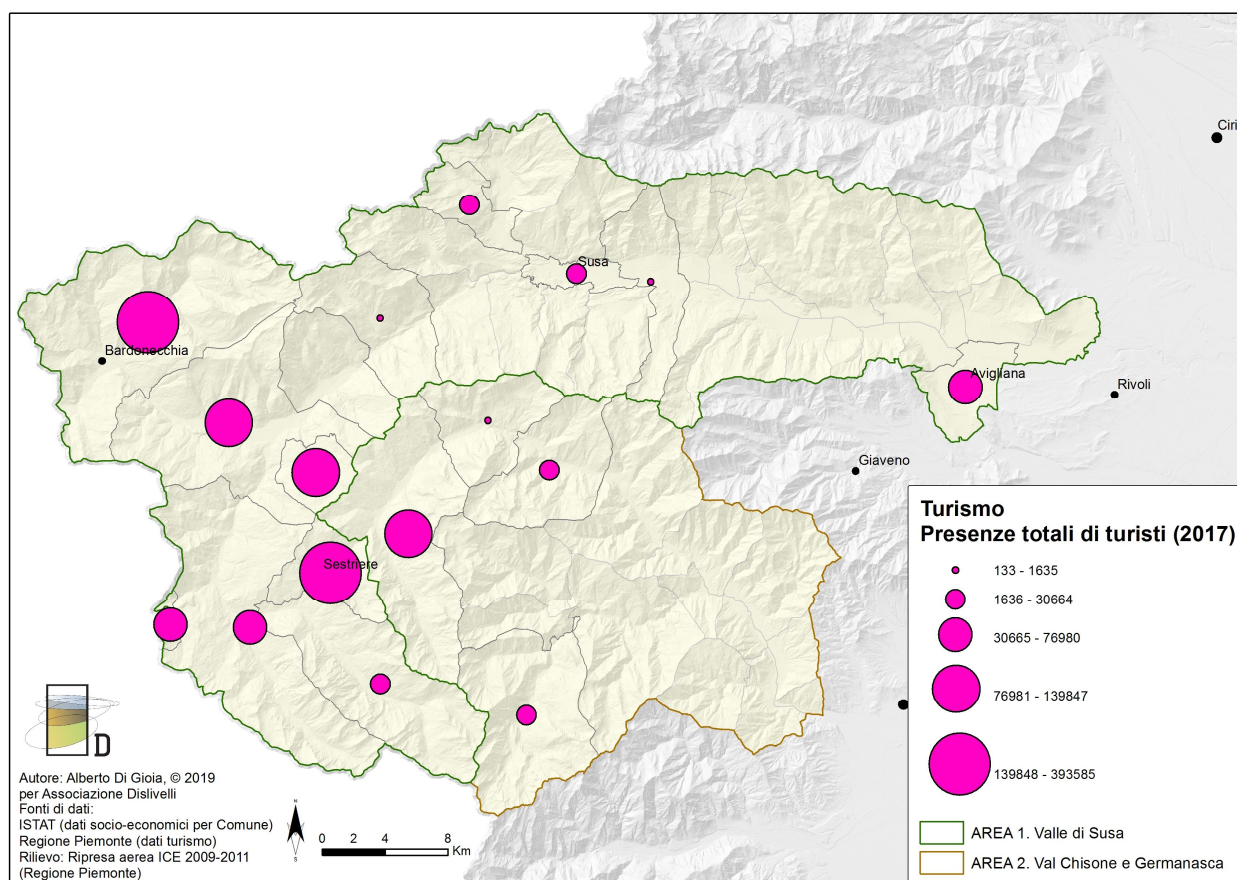 Ciri
Susa
Bardonecchia
Avigliana
Rivoli
Giaveno
Sestriere
Turismo
Presenze totali di turisti (2017)
133 - 1635
1636 - 30664
30665 - 76980
76981 - 139847
139848 - 393585
AREA 1. Valle di Susa
AREA 2. Val Chisone e Germanasca
D
Autore: Alberto Di Gioia, © 2019
per Associazione Dislivelli
Fonti di dati:
ISTAT (dati socio-economici per Comune)
Regione Piemonte (dati turismo)
Rilievo: Ripresa aerea ICE 2009-2011
(Regione Piemonte)
N
S
0 2 4 8
Km